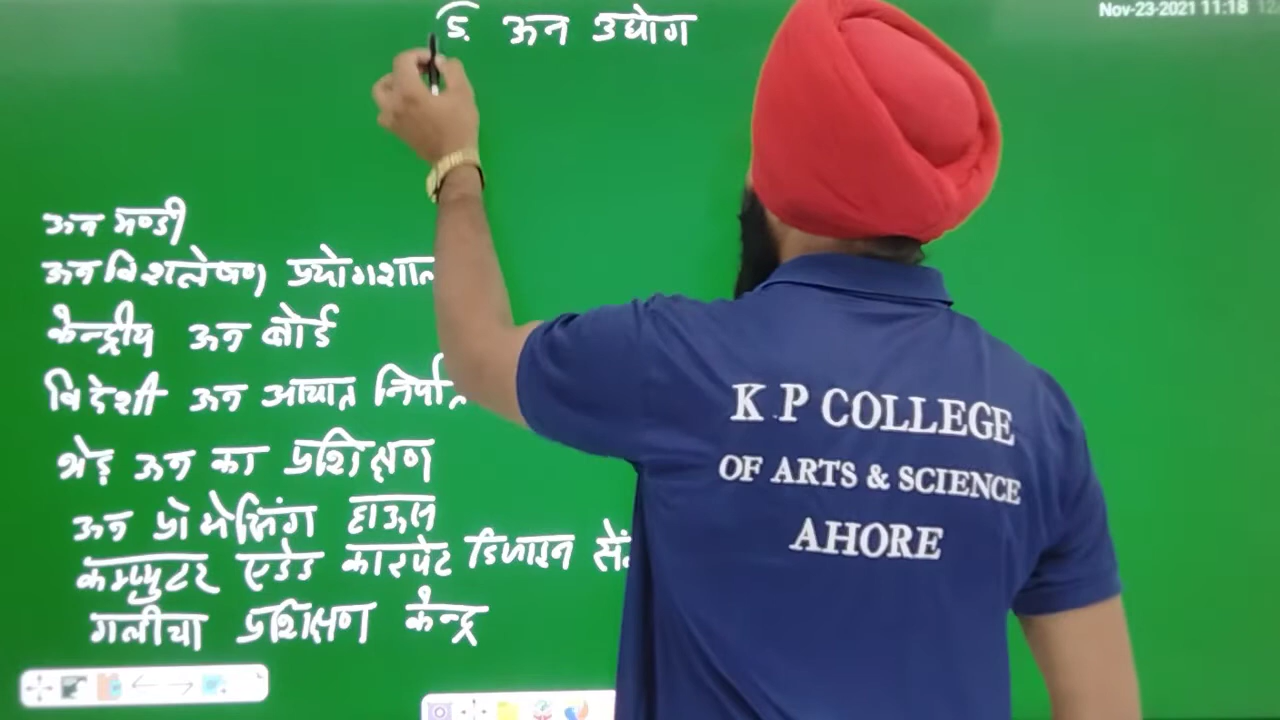 Nov-23-2021 11:18
5. ऊन उद्योग
ऊन मण्डी
ऊन विश्लेषण प्रयोगशाल
केन्द्रीय ऊन बोर्ड
विदेशी ऊन आयात निर्यात
भेड़ ऊन का प्रशिक्षण
ऊन प्रोसेसिंग हाऊस
कम्प्युटर एडेड कारपेट डिजाइन सें
गलीचा प्रशिक्षण केन्द्र
K P COLLEGE
OF ARTS & SCIENCE
AHORE